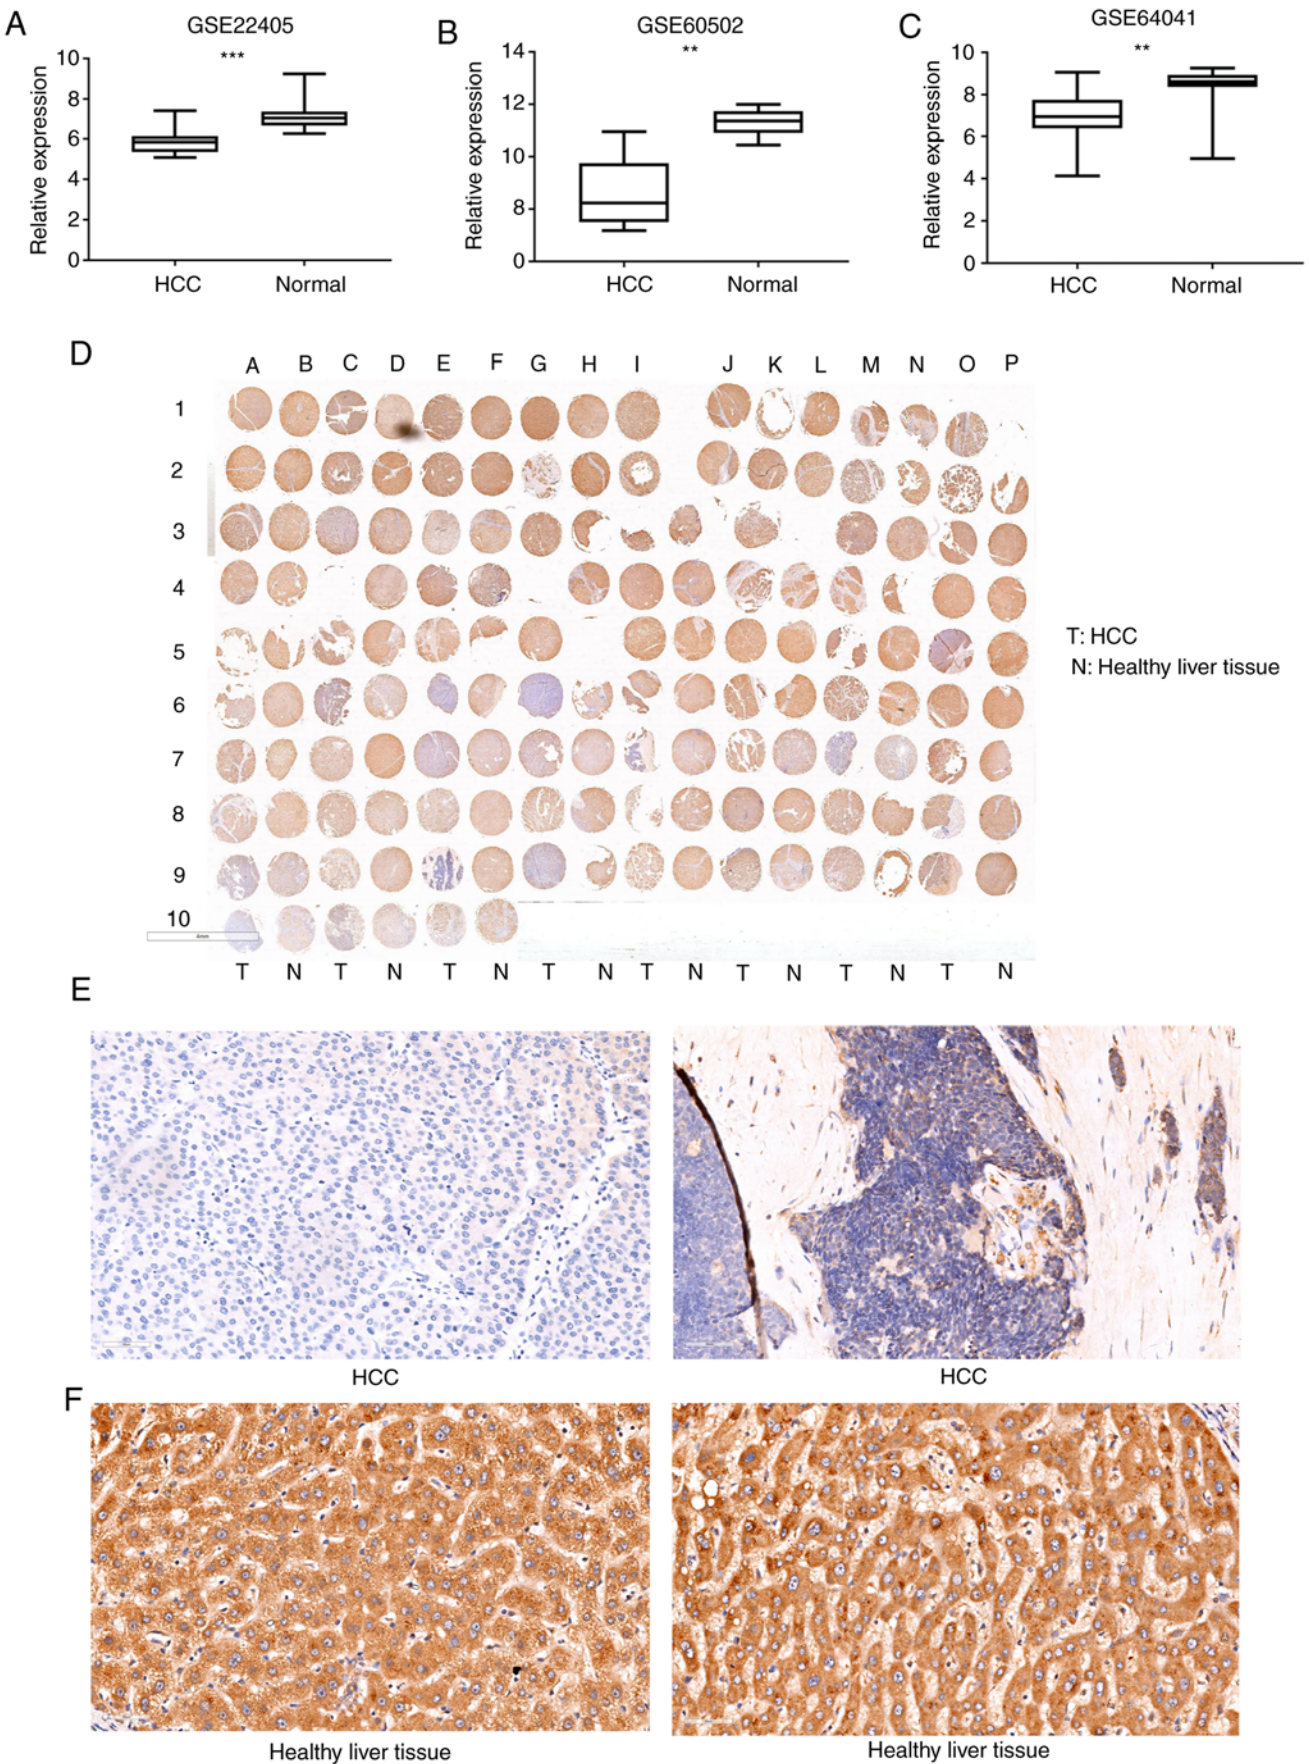 A
GSE22405
***
Relative expression
10
8
6
4
2
0
HCC Normal
B
GSE60502
**
Relative expression
14
12
10
8
0
HCC Normal
C
GSE64041
**
Relative expression
10
8
6
4
2
0
HCC Normal
D
A B C D E F G H I J K L M N O P
1
2
3
4
5
6
7
8
9
10
4mm
T: HCC
N: Healthy liver tissue
T N T N T N T N T N T N T N T N
E
HCC HCC
F
Healthy liver tissue Healthy liver tissue